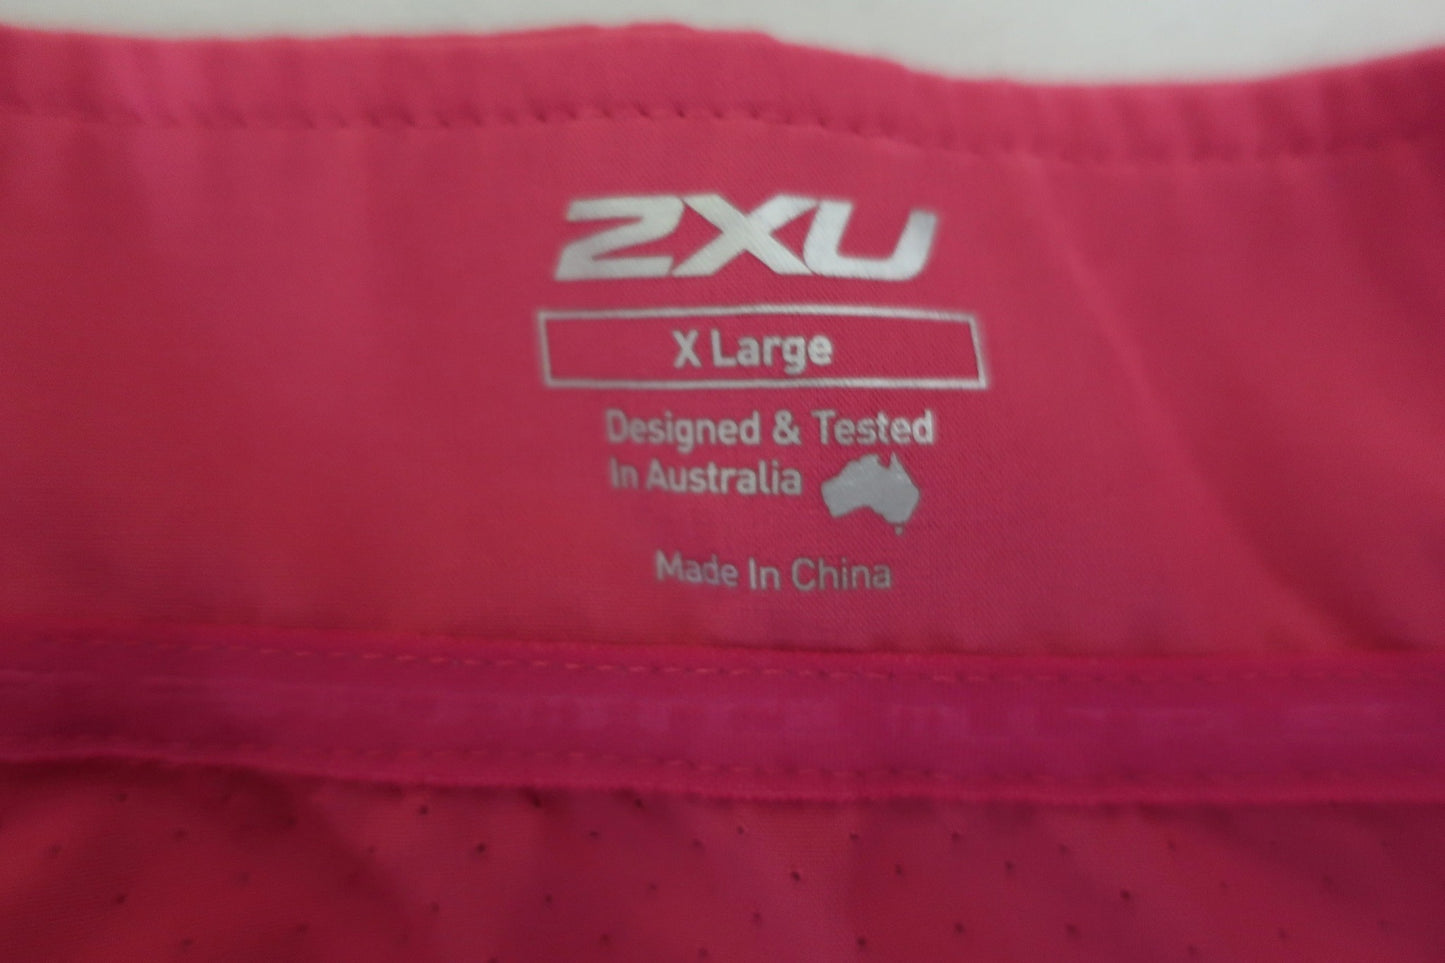 2XU
X Large
Designed & Tested
In Australia
Made In China